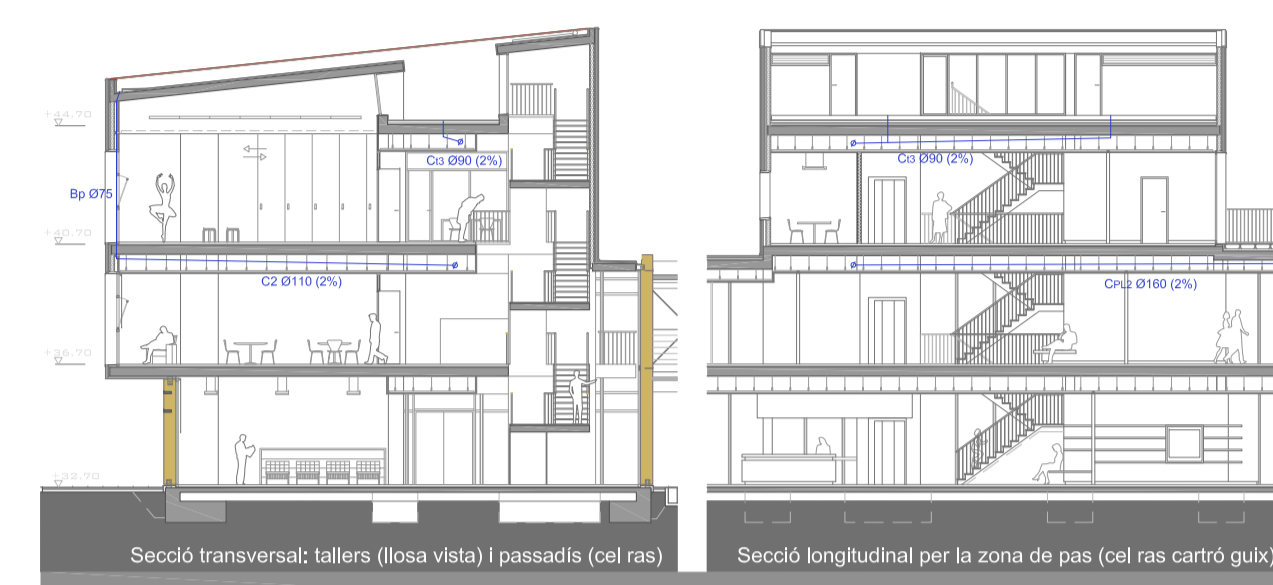 +44.70
Ct3 Ø90 (2%)
Bp Ø75
+40.70
C2 Ø110 (2%)
+36.70
+32.70
Secció transversal: tallers (llosa vista) i passadís (cel ras)
Ct3 Ø90 (2%)
CPL2 Ø160 (2%)
Secció longitudinal per la zona de pas (cel ras cartró guix)